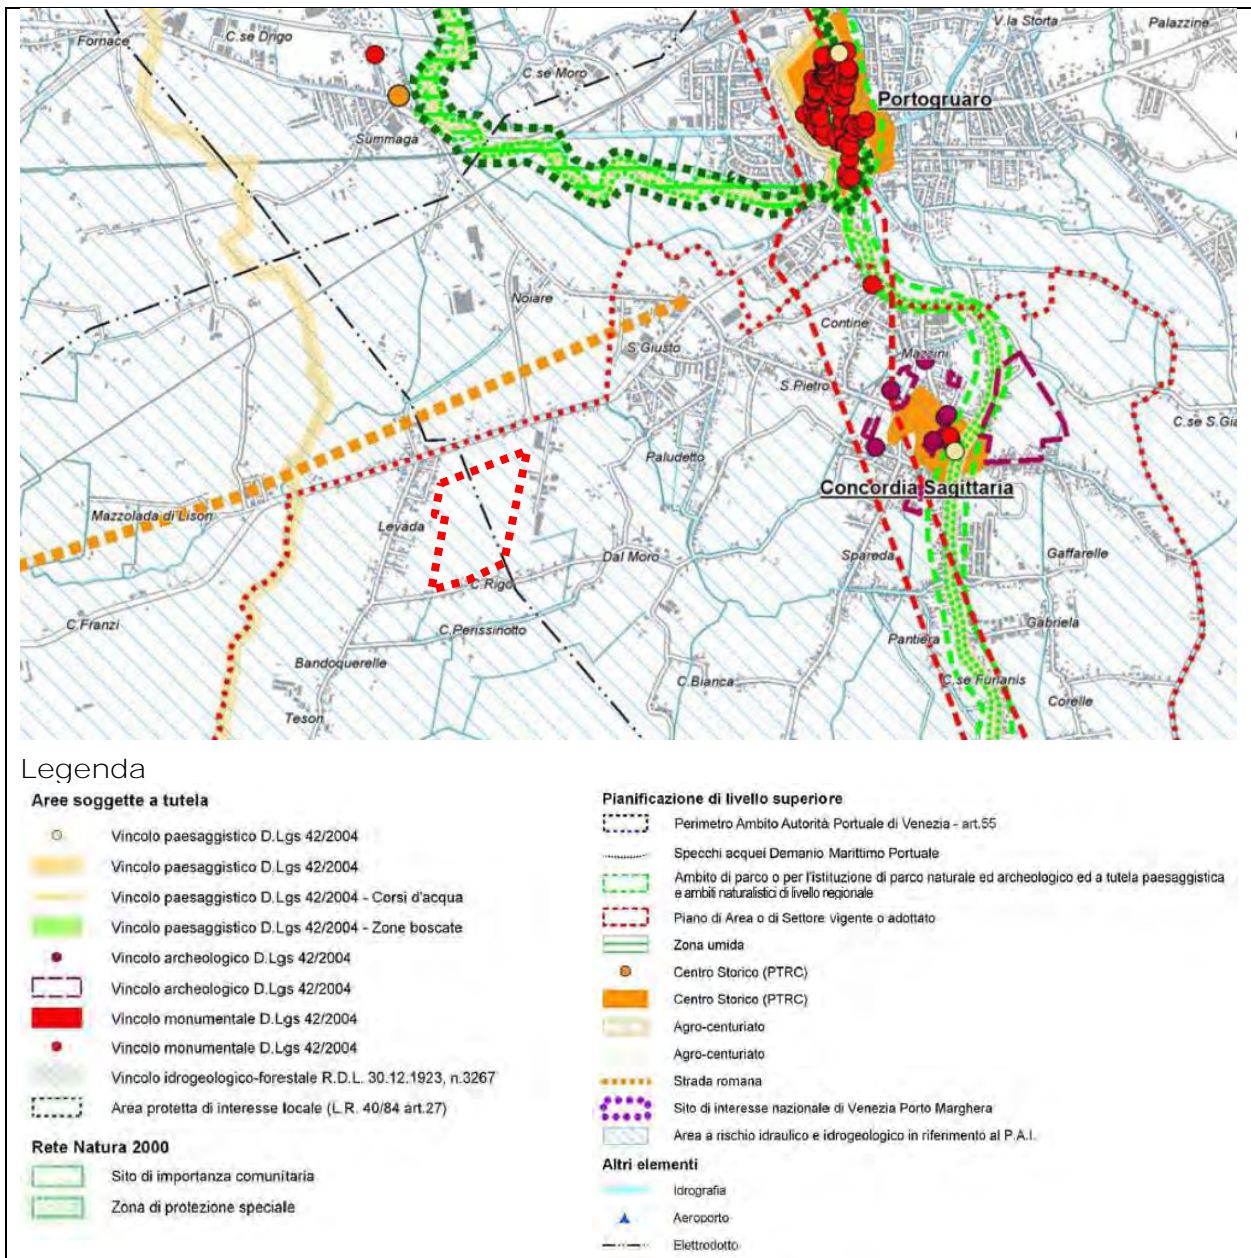 Fornace
C.se Drigo
V.la Storta
Palazzine
C.se Moro
Portogruaro
Summaga
Noiare
Contine
S.Giusto
Mazzini
S.Pietro
C.se S.Gia
Paludetto
Concordia Sagittaria
Mazzolada di Lison
Levada
Dal Moro
Spareda
Gaffarelle
C.Rigo
C.Franzi
C.Perissinotto
Gabriela
Pantiera
Bandoquerelle
C.Bianca
C.se Furlanis
Corelle
Teson
Legenda
Aree soggette a tutela
Vincolo paesaggistico D.Lgs 42/2004
Vincolo paesaggistico D.Lgs 42/2004
Vincolo paesaggistico D.Lgs 42/2004 - Corsi d'acqua
Vincolo paesaggistico D.Lgs 42/2004 - Zone boscate
Vincolo archeologico D.Lgs 42/2004
Vincolo archeologico D.Lgs 42/2004
Vincolo monumentale D.Lgs 42/2004
Vincolo monumentale D.Lgs 42/2004
Vincolo idrogeologico-forestale R.D.L. 30.12.1923, n.3267
Area protetta di interesse locale (L.R. 40/84 art.27)
Rete Natura 2000
Sito di importanza comunitaria
Zona di protezione speciale
Pianificazione di livello superiore
Perimetro Ambito Autorità Portuale di Venezia - art.55
Specchi acquei Demanio Marittimo Portuale
Ambito di parco o per l'istituzione di parco naturale ed archeologico ed a tutela paesaggistica
e ambiti naturalistici di livello regionale
Piano di Area o di Settore vigente o adottato
Zona umida
Centro Storico (PTRC)
Centro Storico (PTRC)
Agro-centuriato
Agro-centuriato
Strada romana
Sito di interesse nazionale di Venezia Porto Marghera
Area a rischio idraulico e idrogeologico in riferimento al P.A.I.
Altri elementi
Idrografia
Aeroporto
Elettrodotto